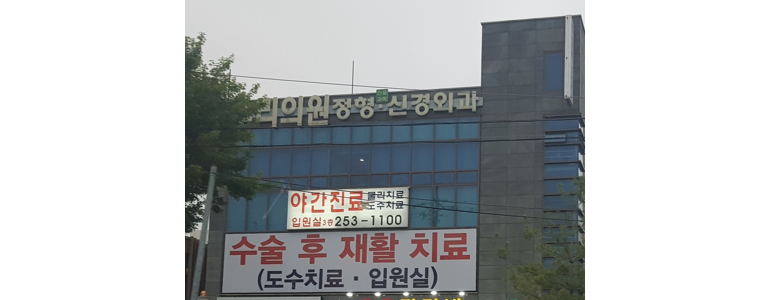 의원 정형·신경외과
야간진료 물리치료 도수치료
입원실 3층 253-1100
수술 후 재활 치료
(도수치료·입원실)